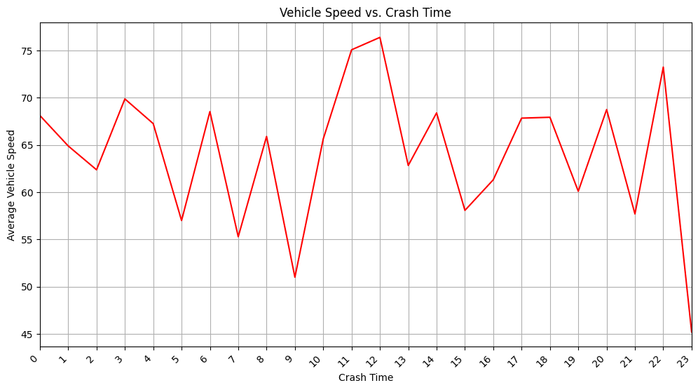 Vehicle Speed vs. Crash Time
Average Vehicle Speed
75
70
65
60
55
50
45
0 1 2 3 4 5 6 7 8 9 10 11 12 13 14 15 16 17 18 19 20 21 22 23
Crash Time